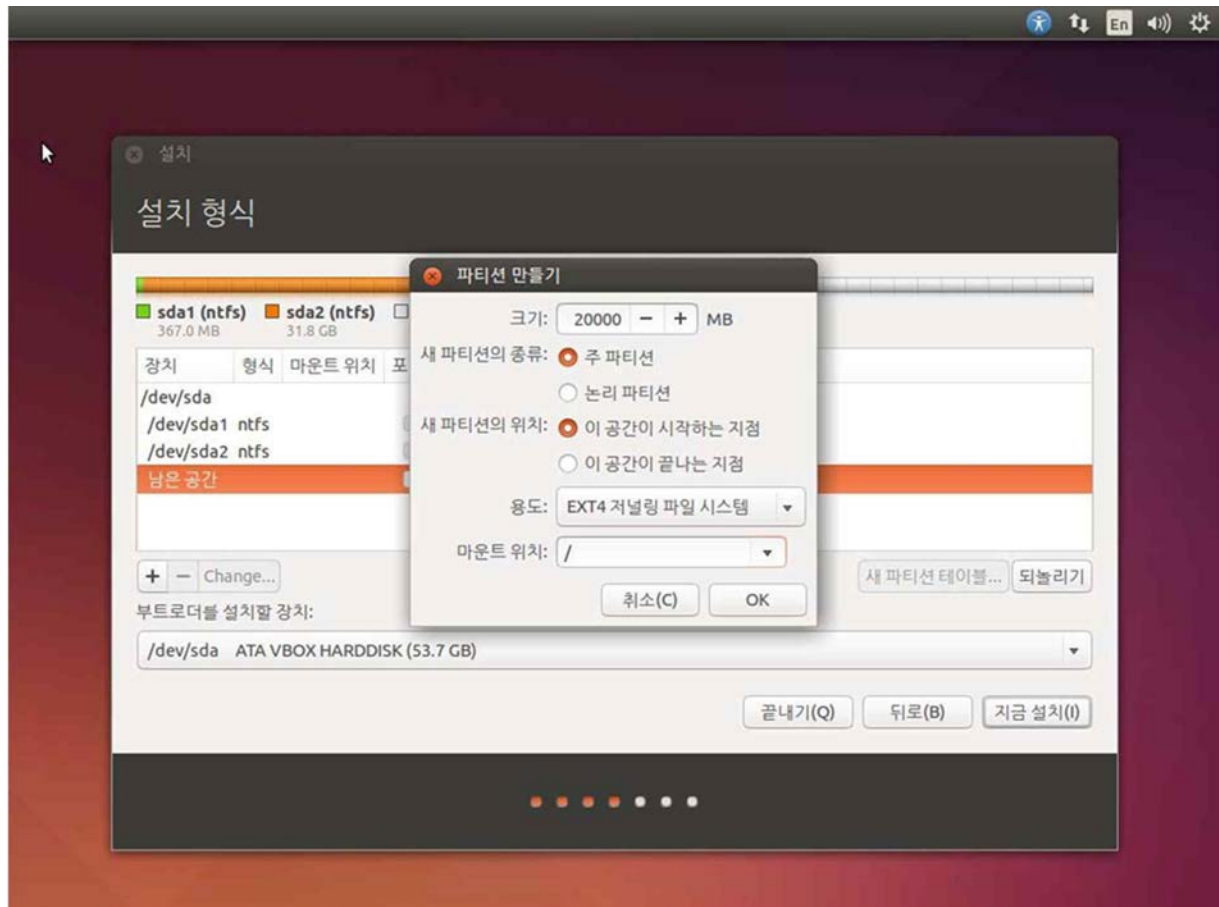 En
설치
설치 형식
파티션 만들기
sda1 (ntfs) sda2 (ntfs)
367.0 MB 31.8 GB
크기: 20000 − + MB
새 파티션의 종류: 주 파티션
논리 파티션
새 파티션의 위치: 이 공간이 시작하는 지점
이 공간이 끝나는 지점
용도: EXT4 저널링 파일 시스템
마운트 위치: /
취소(C) OK
장치 형식 마운트 위치 포
/dev/sda
/dev/sda1 ntfs
/dev/sda2 ntfs
남은 공간
+ − Change... 새 파티션 테이블... 되돌리기
부트로더를 설치할 장치:
/dev/sda ATA VBOX HARDDISK (53.7 GB)
끝내기(Q) 뒤로(B) 지금 설치(I)